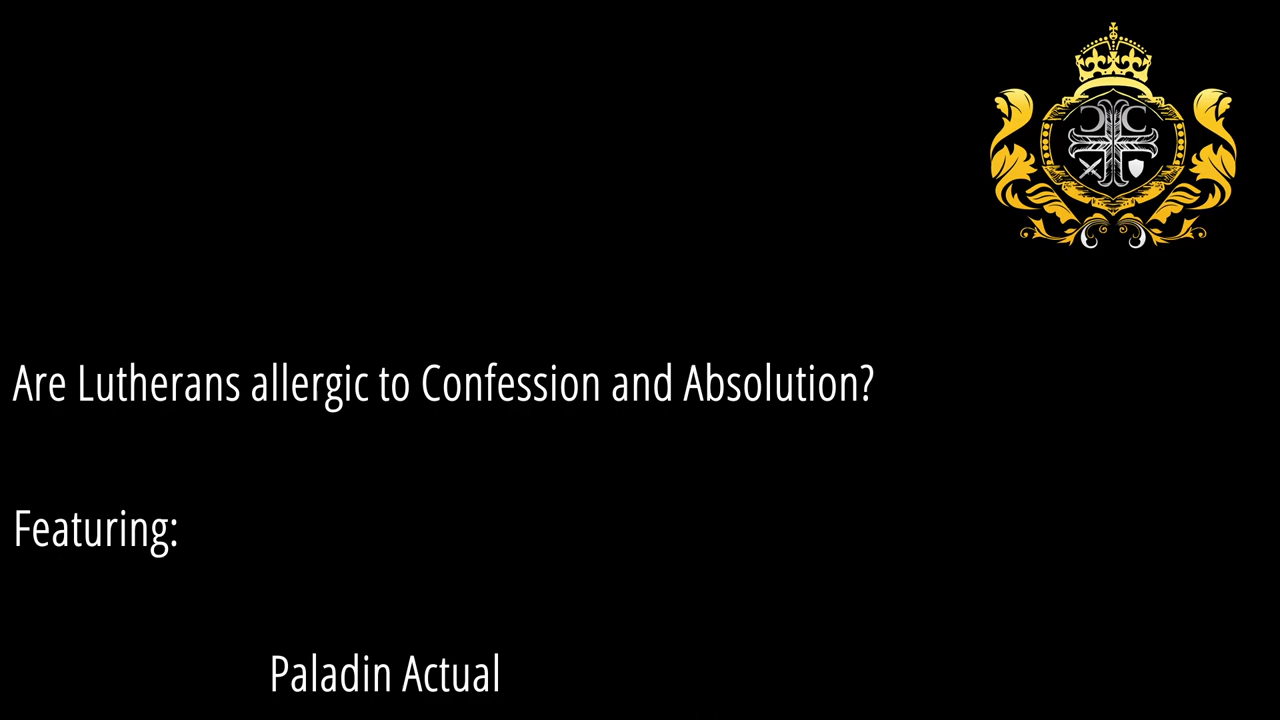 Are Lutherans allergic to Confession and Absolution?
Featuring:
Paladin Actual